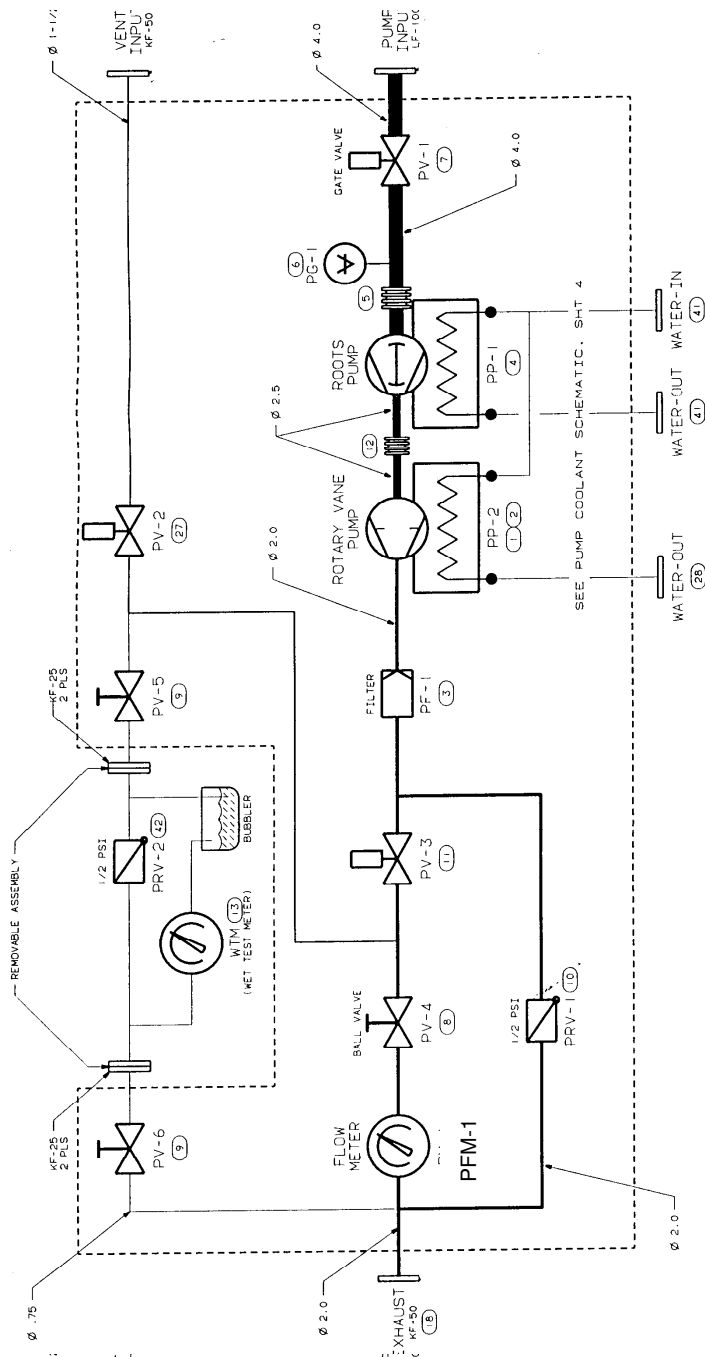 Ø 1-1/2
VENT
INPU
KF-50
PUMP
INPU
LF-100
Ø 4.0
GATE VALVE
PV-1
7
Ø 4.0
6
PG-1
5
ROOTS
PUMP
PP-1
4
Ø 2.5
12
ROTARY VANE
PUMP
PP-2
1
2
SEE PUMP COOLANT SCHEMATIC. SHT 4
WATER-IN
41
WATER-OUT
41
WATER-OUT
28
PV-2
27
Ø 2.0
PV-5
9
KF-25
2 PLS
FILTER
PF-1
3
REMOVABLE ASSEMBLY
1/2 PSI
PRV-2
42
BUBBLER
WTM
13
(WET TEST METER)
PV-3
11
BALL VALVE
PV-4
8
1/2 PSI
PRV-1
10
KF-25
2 PLS
PV-6
9
FLOW
METER
PFM-1
Ø .75
Ø 2.0
Ø 2.0
EXHAUST
KF-50
18